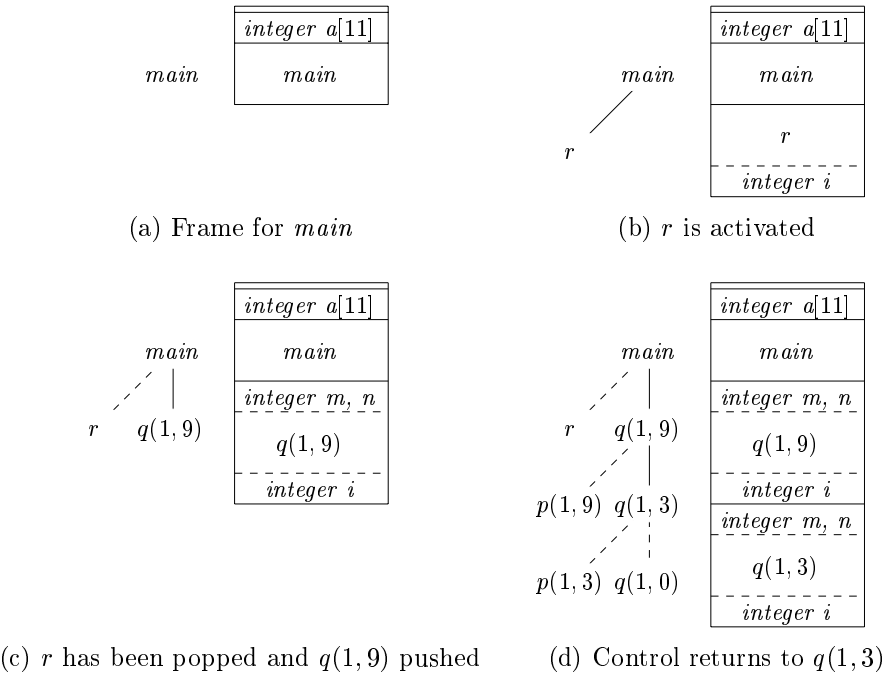 integer a[11]
main
main
(a) Frame for main
integer a[11]
main
main
r
r
integer i
(b) r is activated
integer a[11]
main
main
integer m, n
r
q(1, 9)
q(1, 9)
integer i
(c) r has been popped and q(1, 9) pushed
integer a[11]
main
main
integer m, n
r
q(1, 9)
q(1, 9)
integer i
p(1, 9)
q(1, 3)
integer m, n
q(1, 3)
p(1, 3)
q(1, 0)
integer i
(d) Control returns to q(1, 3)